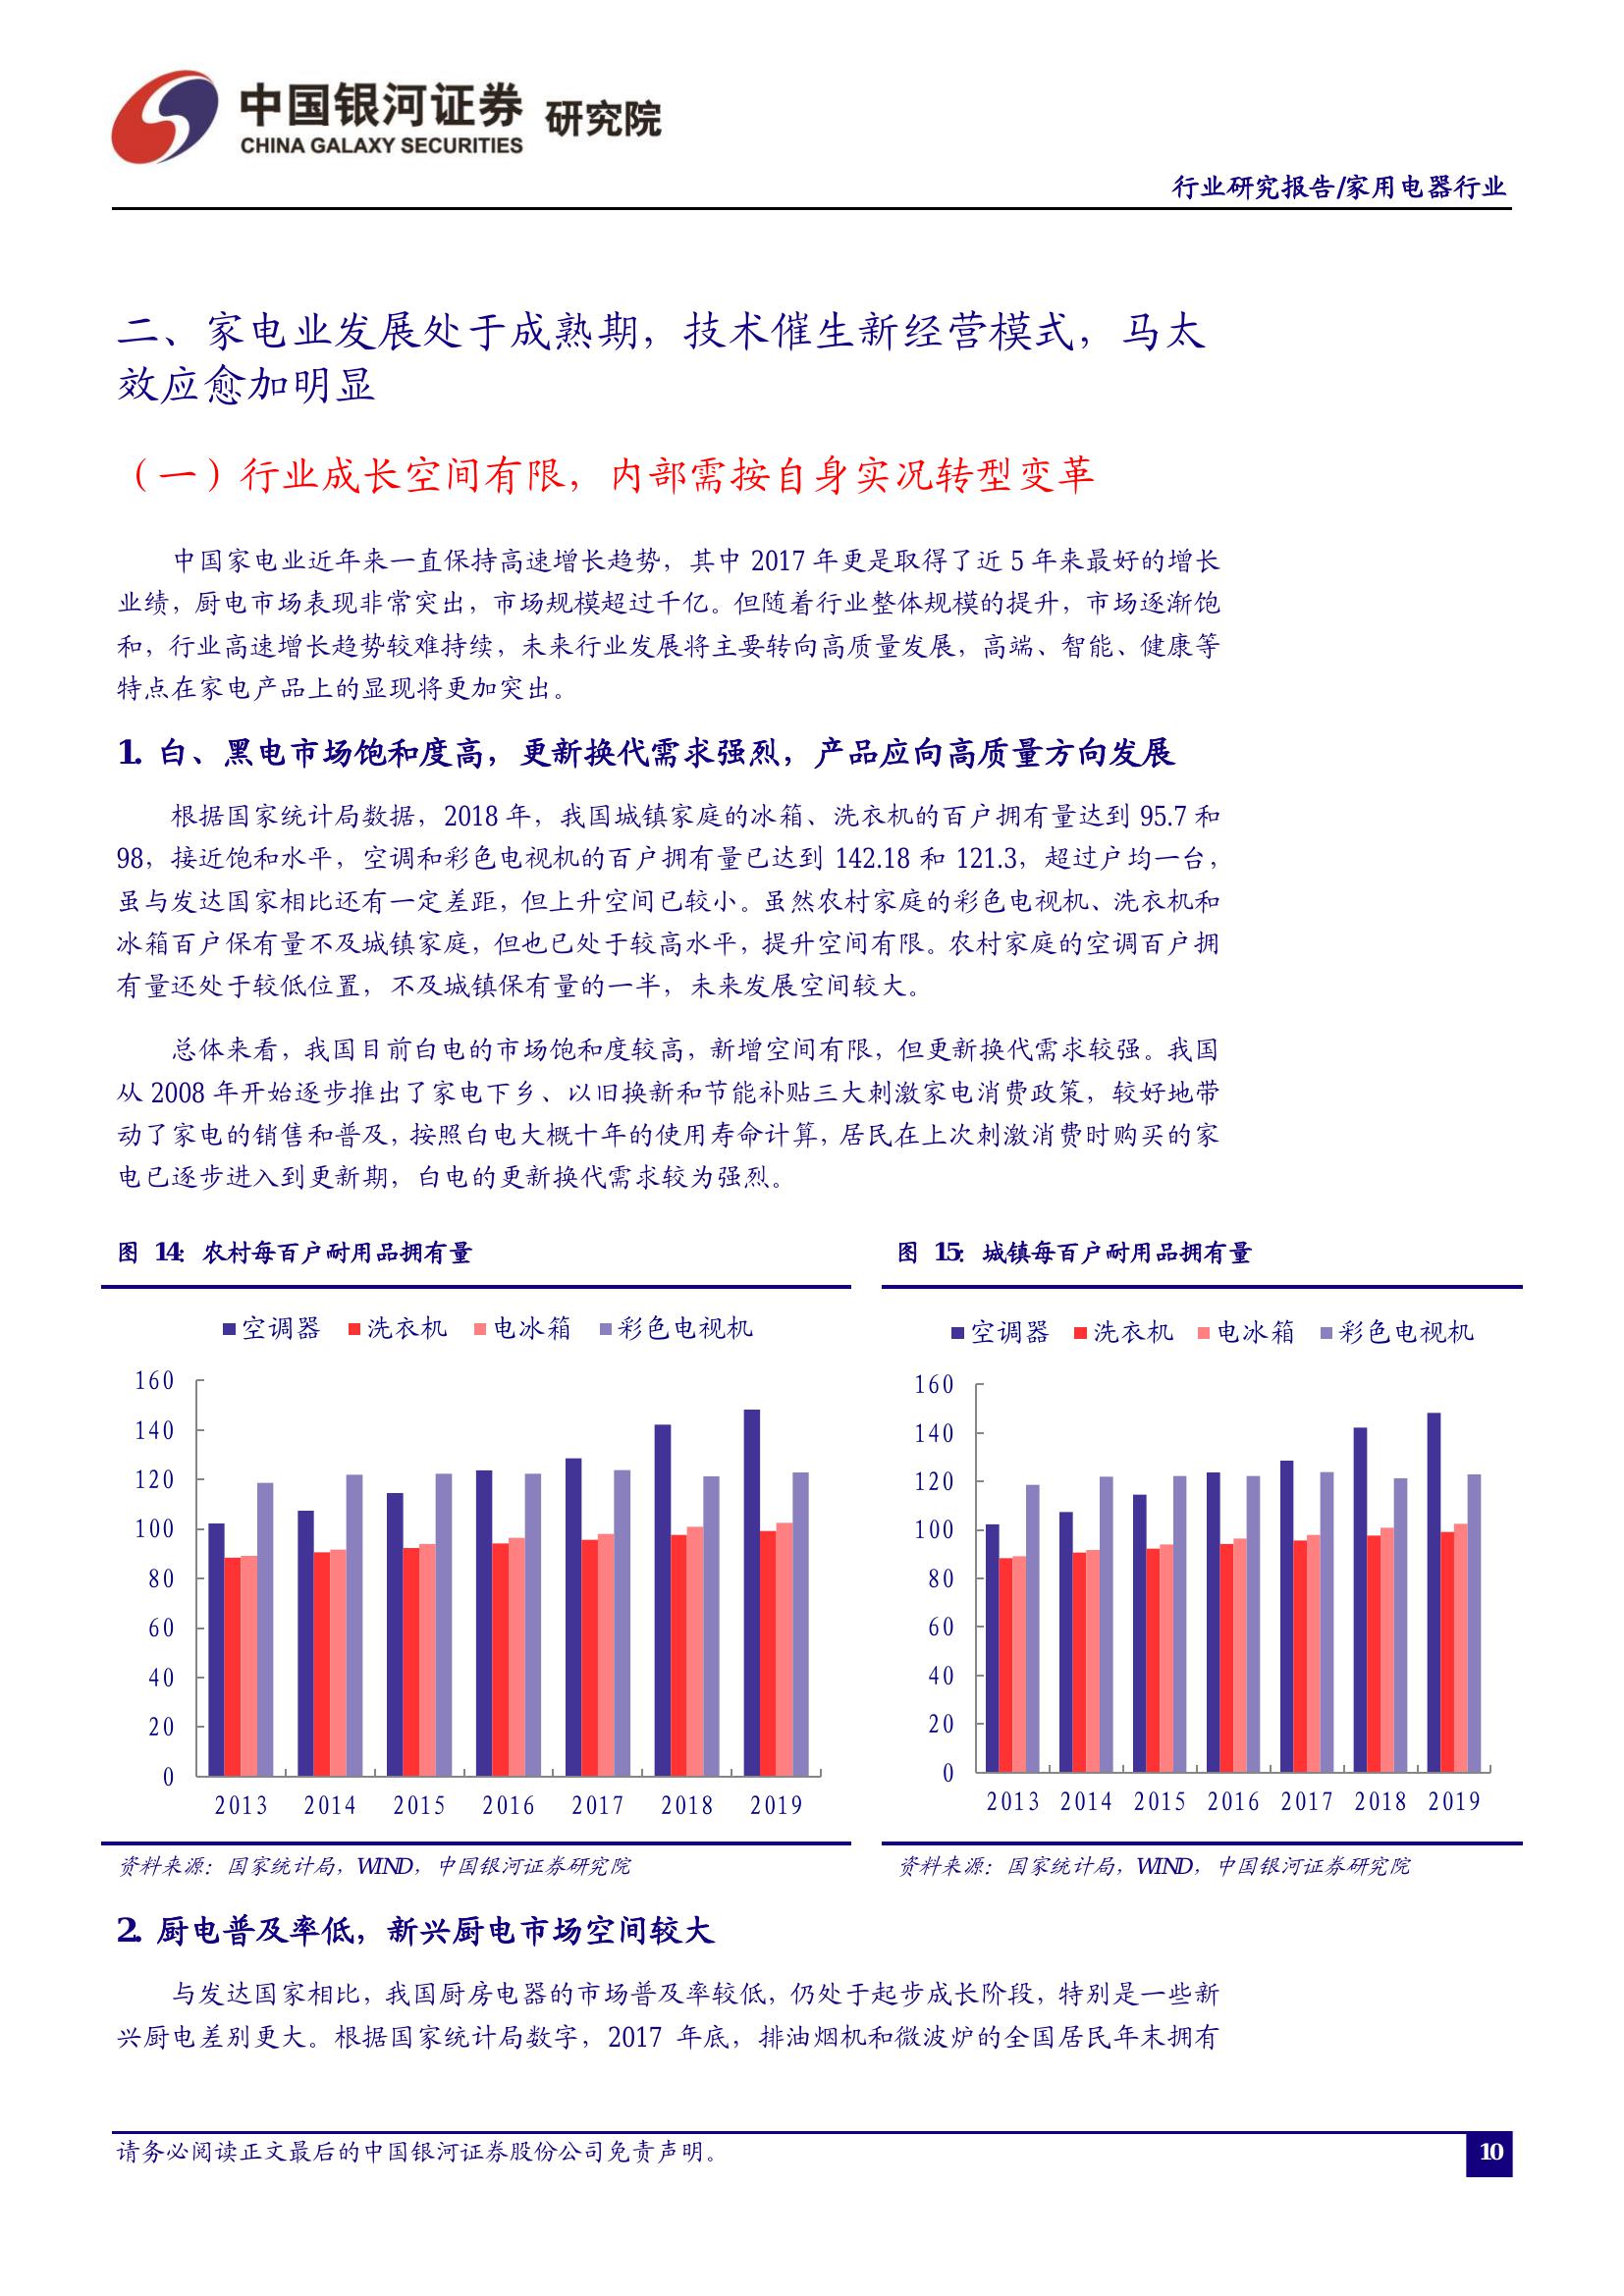 中国银河证券 研究院
CHINA GALAXY SECURITIES
行业研究报告/家用电器行业
二、家电业发展处于成熟期，技术催生新经营模式，马太
效应愈加明显
（一）行业成长空间有限，内部需按自身实况转型变革
中国家电业近年来一直保持高速增长趋势，其中 2017 年更是取得了近 5 年来最好的增长
业绩，厨电市场表现非常突出，市场规模超过千亿。但随着行业整体规模的提升，市场逐渐饱
和，行业高速增长趋势较难持续，未来行业发展将主要转向高质量发展，高端、智能、健康等
特点在家电产品上的显现将更加突出。
1. 白、黑电市场饱和度高，更新换代需求强烈，产品应向高质量方向发展
根据国家统计局数据，2018 年，我国城镇家庭的冰箱、洗衣机的百户拥有量达到 95.7 和
98，接近饱和水平，空调和彩色电视机的百户拥有量已达到 142.18 和 121.3，超过户均一台，
虽与发达国家相比还有一定差距，但上升空间已较小。虽然农村家庭的彩色电视机、洗衣机和
冰箱百户保有量不及城镇家庭，但也已处于较高水平，提升空间有限。农村家庭的空调百户拥
有量还处于较低位置，不及城镇保有量的一半，未来发展空间较大。
总体来看，我国目前白电的市场饱和度较高，新增空间有限，但更新换代需求较强。我国
从 2008 年开始逐步推出了家电下乡、以旧换新和节能补贴三大刺激家电消费政策，较好地带
动了家电的销售和普及，按照白电大概十年的使用寿命计算，居民在上次刺激消费时购买的家
电已逐步进入到更新期，白电的更新换代需求较为强烈。
图 14：农村每百户耐用品拥有量
空调器 洗衣机 电冰箱 彩色电视机
160
140
120
100
80
60
40
20
0
2013 2014 2015 2016 2017 2018 2019
资料来源：国家统计局，WIND，中国银河证券研究院
图 15：城镇每百户耐用品拥有量
空调器 洗衣机 电冰箱 彩色电视机
160
140
120
100
80
60
40
20
0
2013 2014 2015 2016 2017 2018 2019
资料来源：国家统计局，WIND，中国银河证券研究院
2. 厨电普及率低，新兴厨电市场空间较大
与发达国家相比，我国厨房电器的市场普及率较低，仍处于起步成长阶段，特别是一些新
兴厨电差别更大。根据国家统计局数字，2017 年底，排油烟机和微波炉的全国居民年末拥有
请务必阅读正文最后的中国银河证券股份公司免责声明。
10